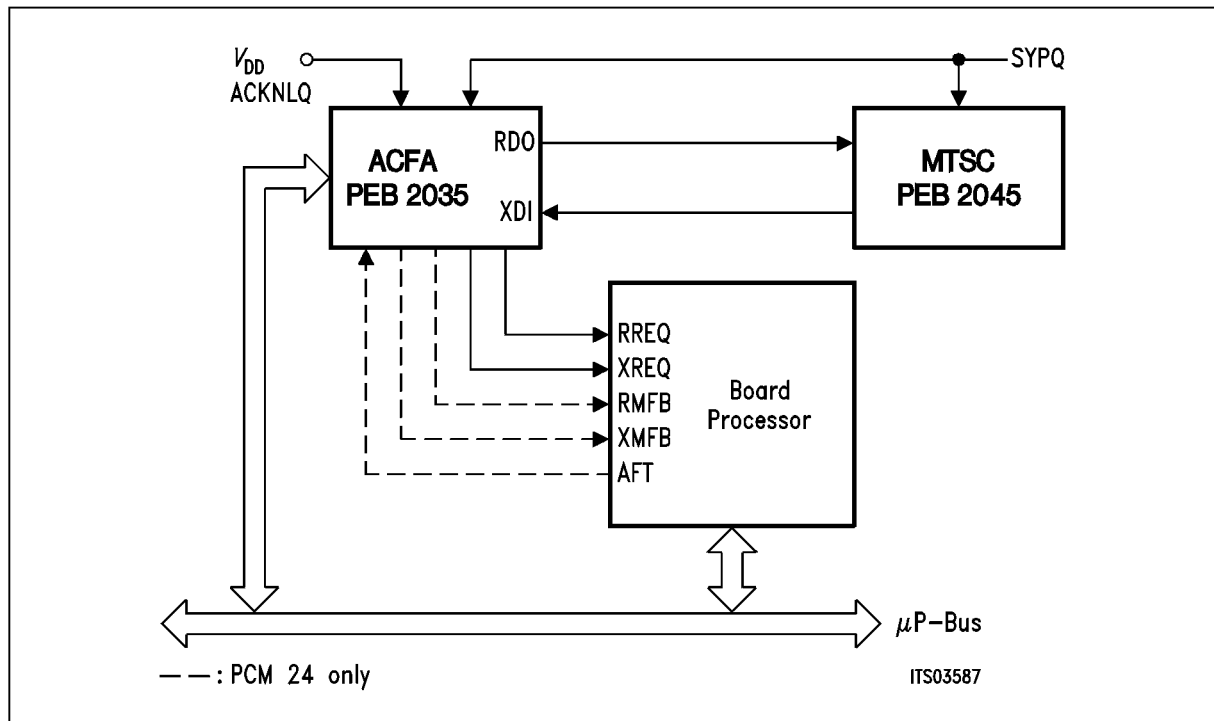 VDD
ACKNLQ
SYPQ
ACFA
PEB 2035
RDO
XDI
MTSC
PEB 2045
RREQ
XREQ
RMFB
XMFB
AFT
Board
Processor
μP-Bus
– – – : PCM 24 only
ITS03587